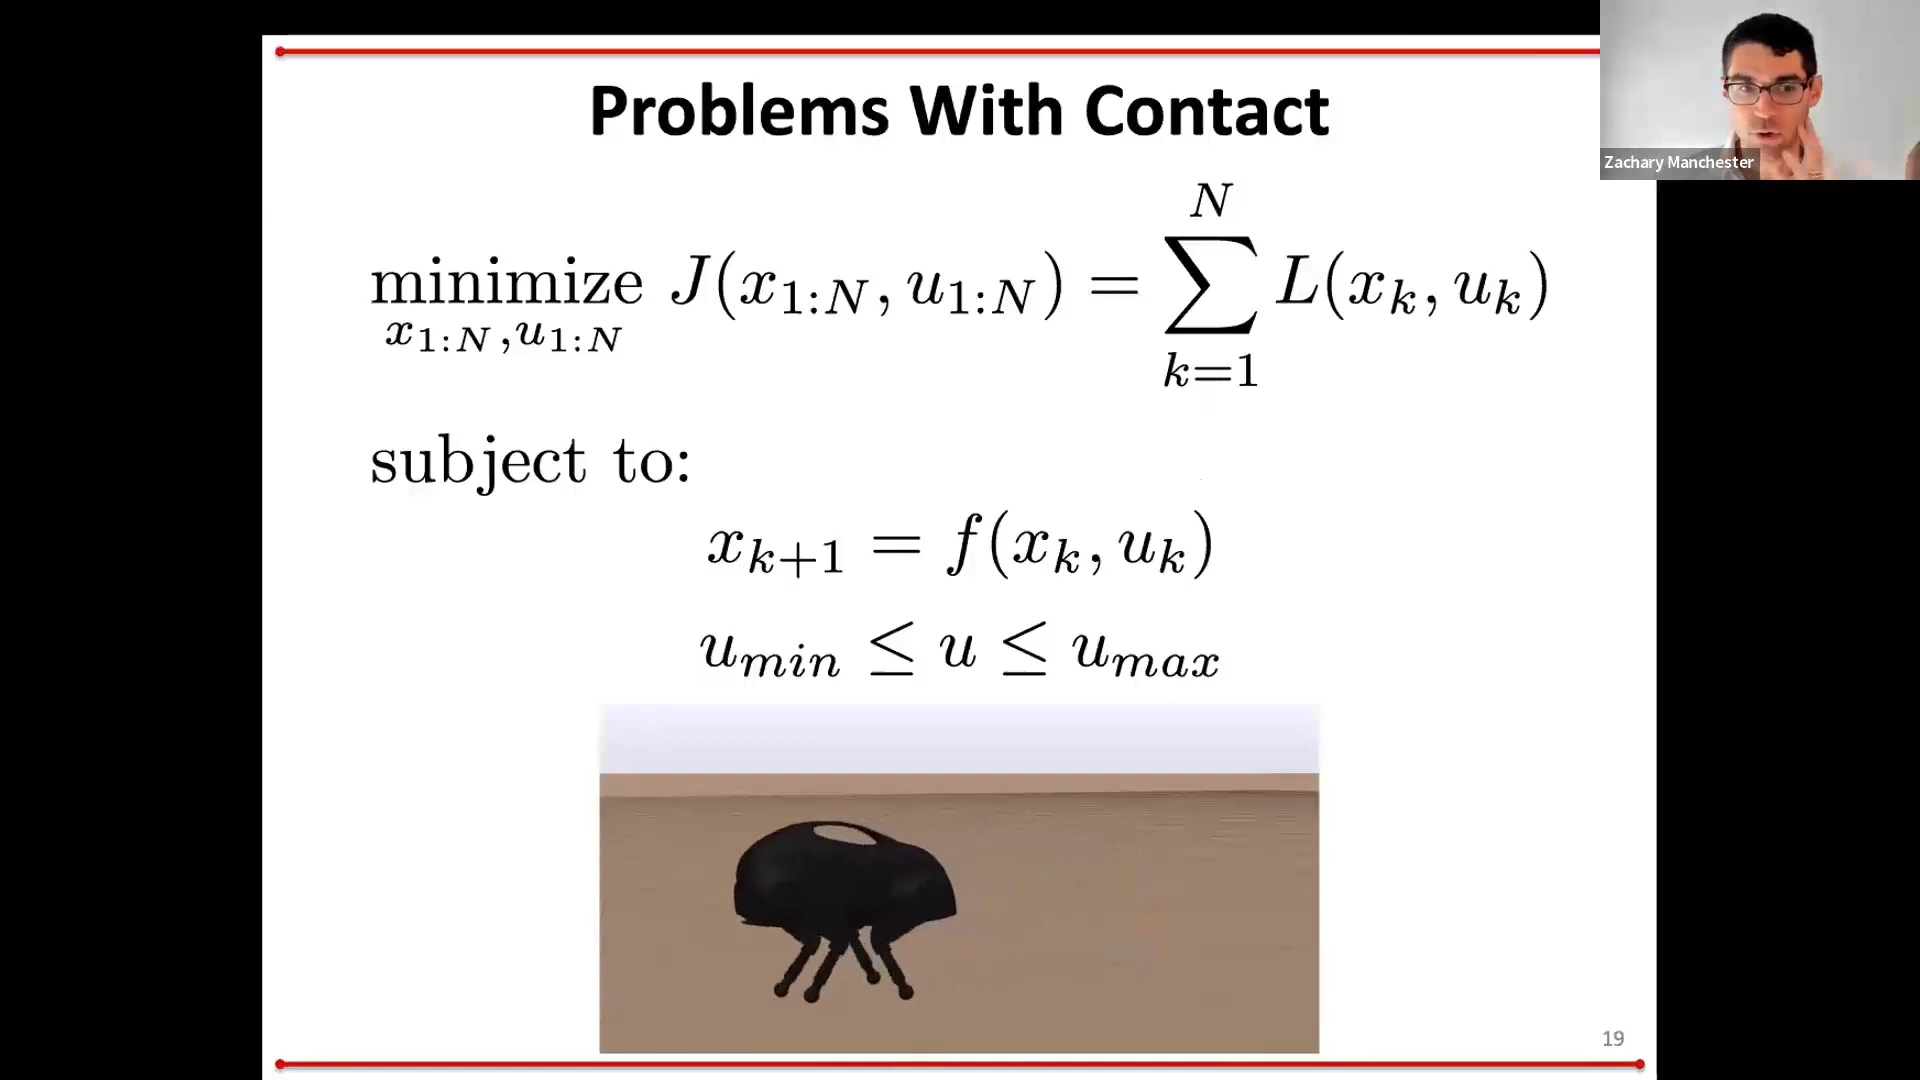 Problems With Contact
Zachary Manchester
minimize J(x_{1:N}, u_{1:N}) = \sum_{k=1}^{N} L(x_k, u_k)
x_{1:N}, u_{1:N}
subject to:
x_{k+1} = f(x_k, u_k)
u_{min} ≤ u ≤ u_{max}
19